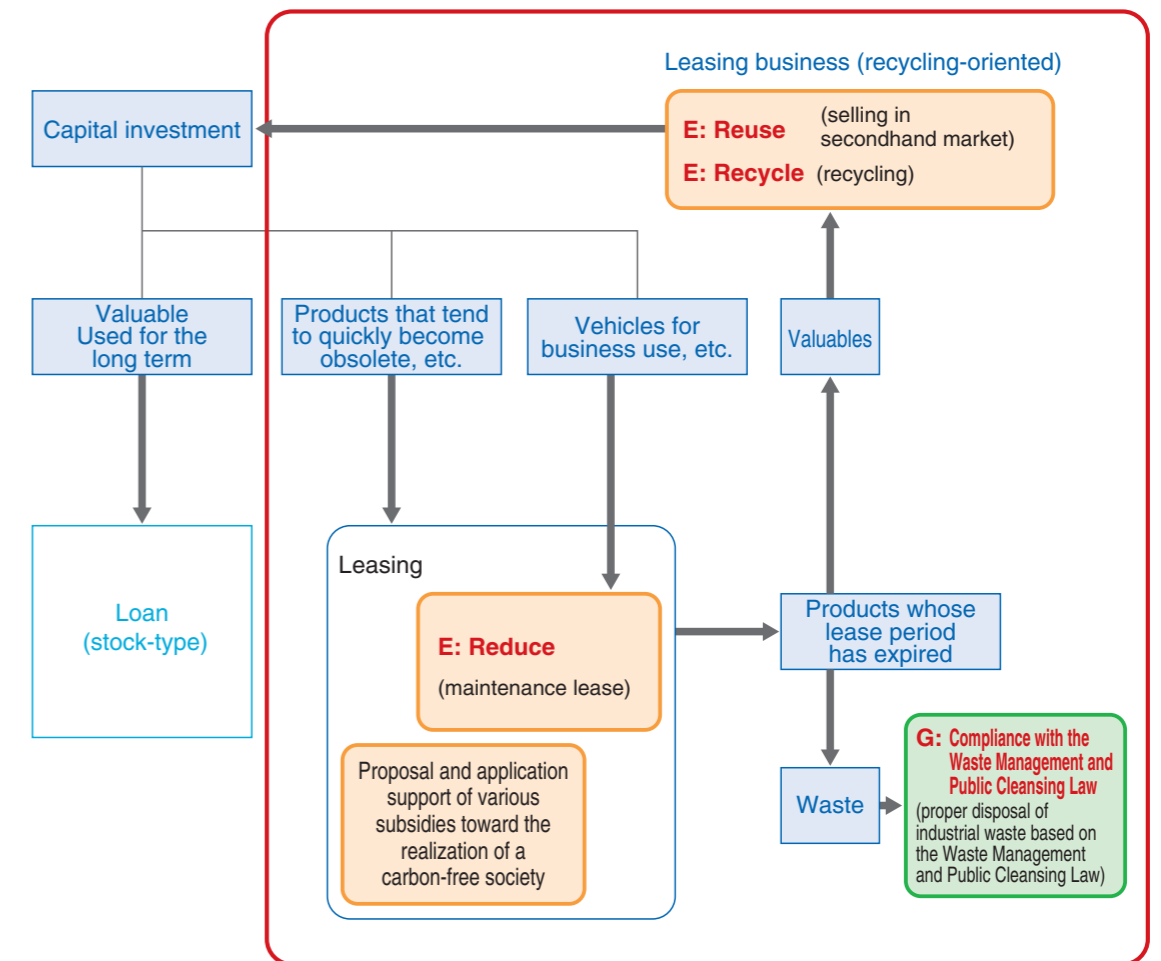 Leasing business (recycling-oriented)
Capital investment
E: Reuse (selling in
secondhand market)
E: Recycle (recycling)
Valuable
Used for the
long term
Products that tend
to quickly become
obsolete, etc.
Vehicles for
business use, etc.
Valuables
Loan
(stock-type)
Leasing
E: Reduce
(maintenance lease)
Proposal and application
support of various
subsidies toward the
realization of a
carbon-free society
Products whose
lease period
has expired
Waste
G: Compliance with the
Waste Management and
Public Cleansing Law
(proper disposal of
industrial waste based on
the Waste Management
and Public Cleansing Law)